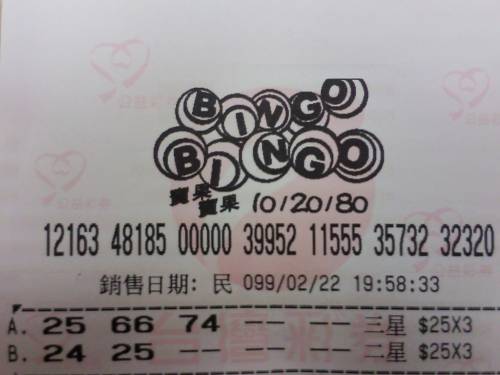 BINGO
BINGO
賓果
賓果 10/20/80
12163 48185 00000 39952 11555 35732 32320
銷售日期: 民 099/02/22 19:58:33
A. 25 66 74 -- -- -- 三星 $25X3
B. 24 25 -- -- -- -- 二星 $25X3